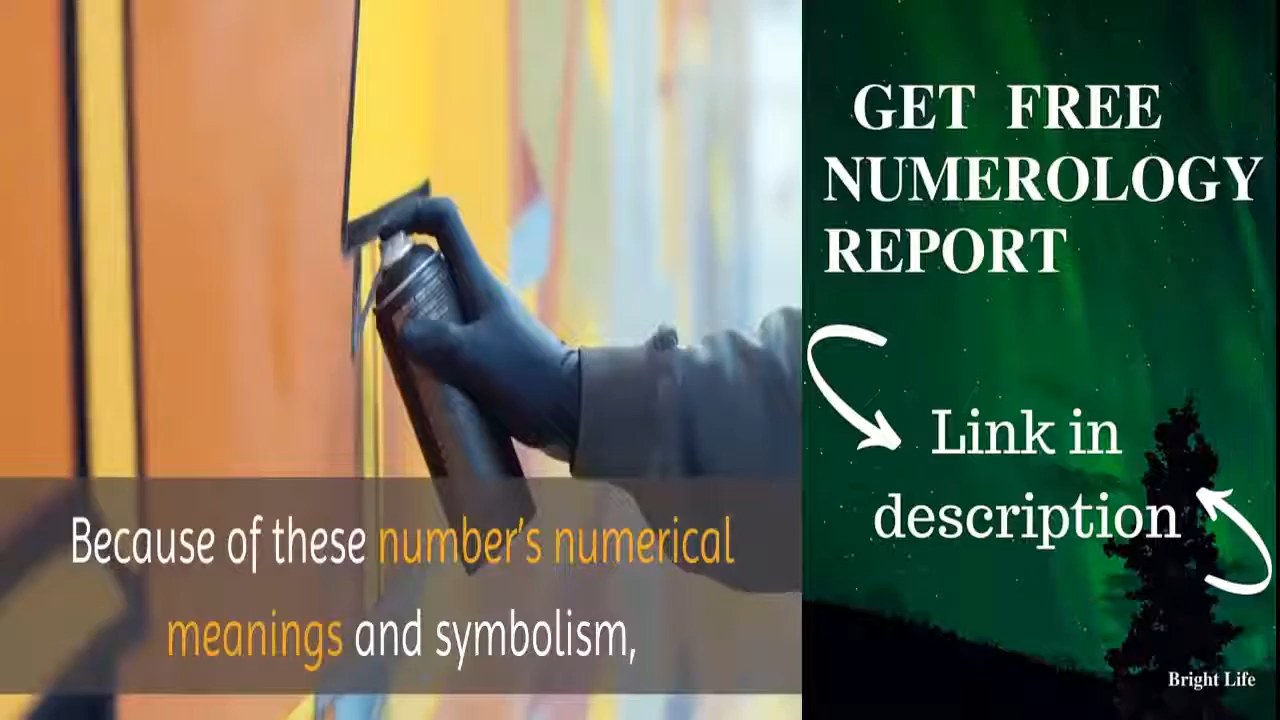 Because of these number's numerical
meanings and symbolism,
GET FREE
NUMEROLOGY
REPORT
Link in
description
Bright Life